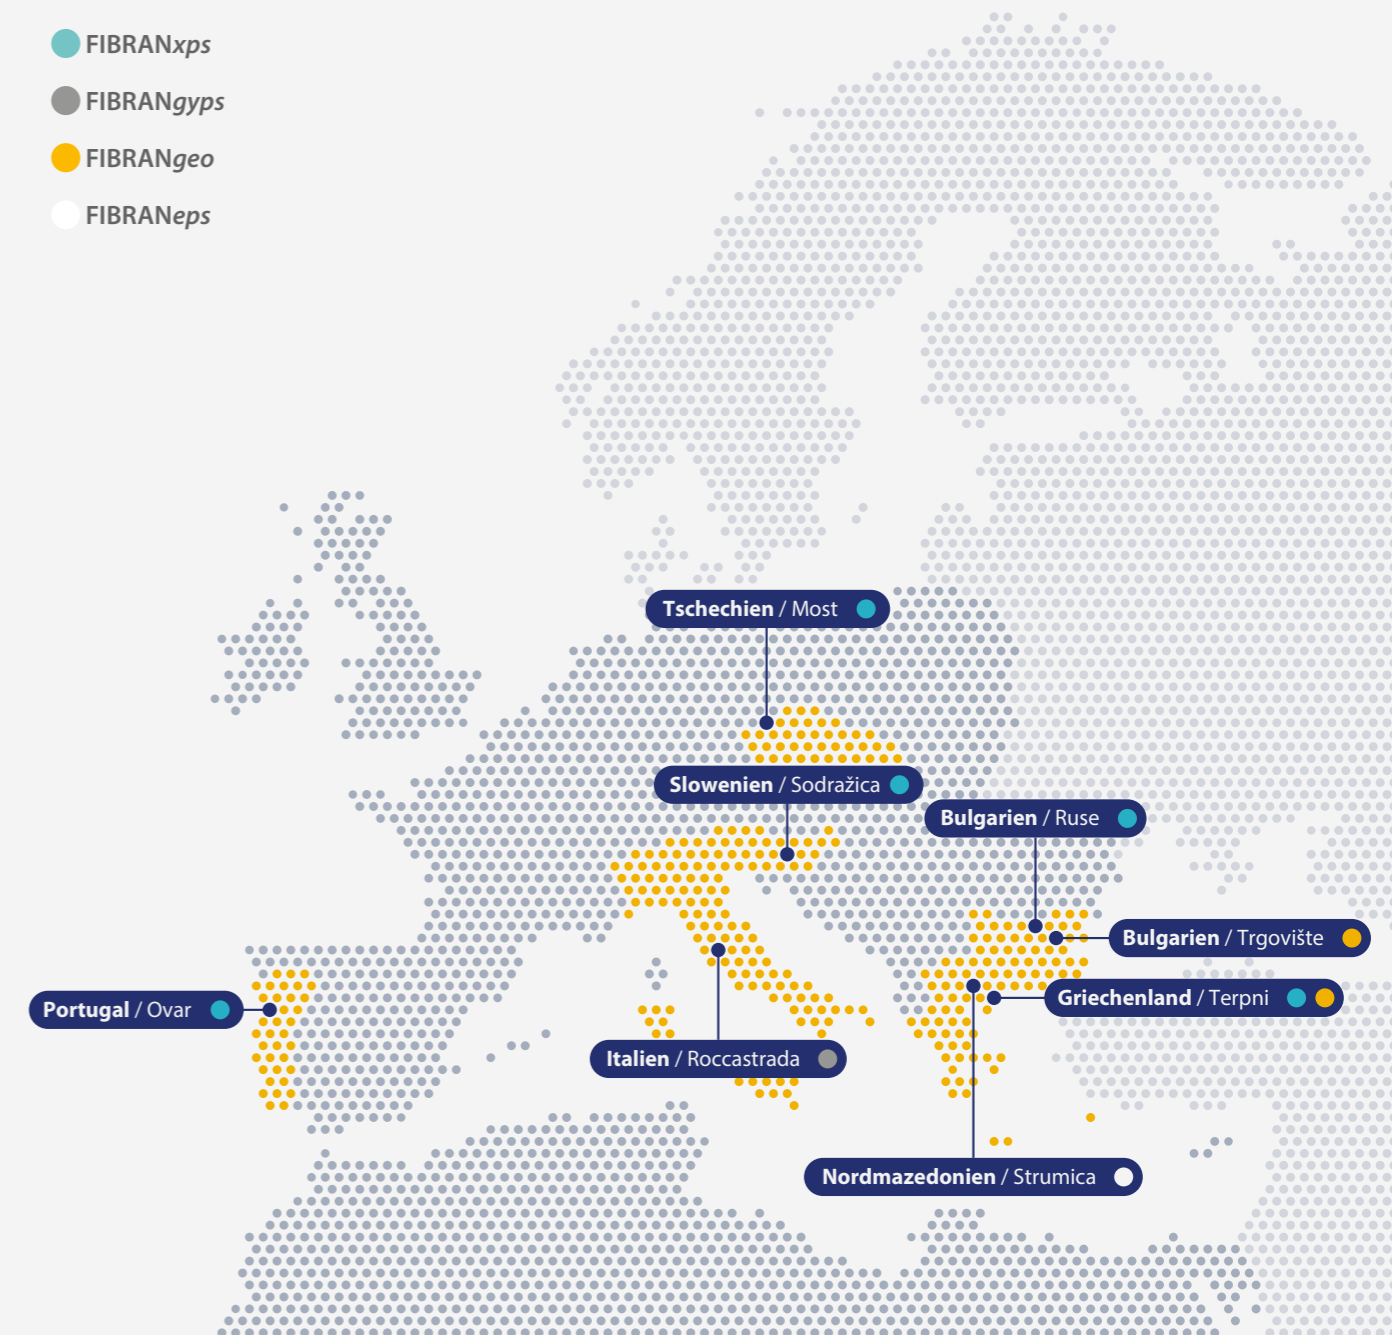 FIBRANxps
FIBRANgyps
FIBRANgeo
FIBRANeps
Tschechien / Most
Slowenien / Sodražica
Bulgarien / Ruse
Bulgarien / Trgovište
Portugal / Ovar
Griechenland / Terpni
Italien / Roccastrada
Nordmazedonien / Strumica